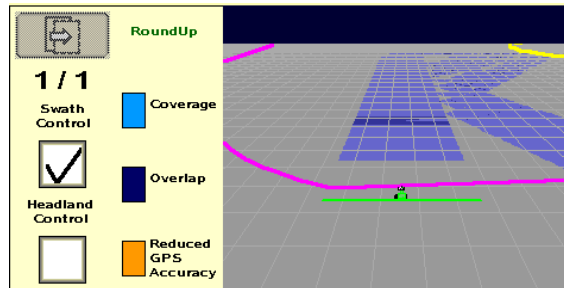 RoundUp
1 / 1
Swath
Control
Coverage
Overlap
Headland
Control
Reduced
GPS
Accuracy